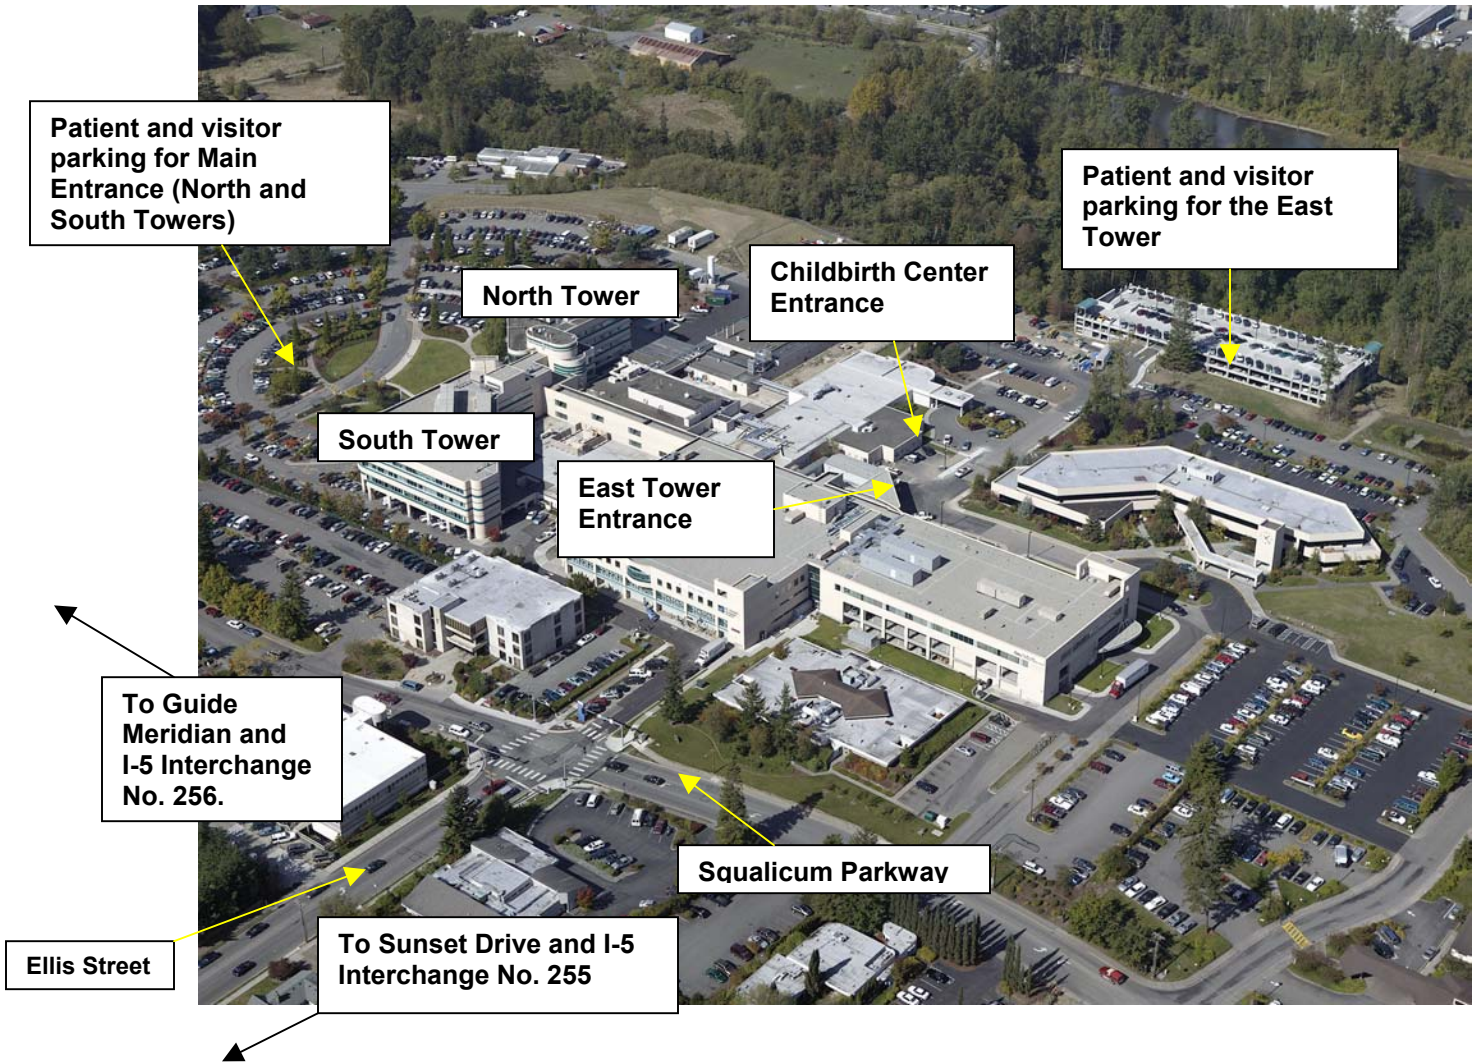 Patient and visitor
parking for Main
Entrance (North and
South Towers)
Patient and visitor
parking for the East
Tower
Childbirth Center
Entrance
North Tower
South Tower
East Tower
Entrance
To Guide
Meridian and
I-5 Interchange
No. 256.
Squalicum Parkway
To Sunset Drive and I-5
Interchange No. 255
Ellis Street